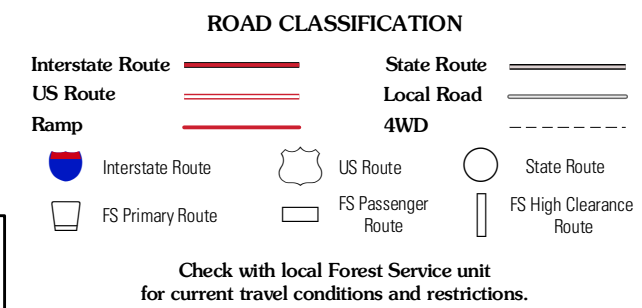 ROAD CLASSIFICATION
Interstate Route
State Route
US Route
Local Road
Ramp
4WD
Interstate Route
US Route
State Route
FS Primary Route
FS Passenger
Route
FS High Clearance
Route
Check with local Forest Service unit
for current travel conditions and restrictions.